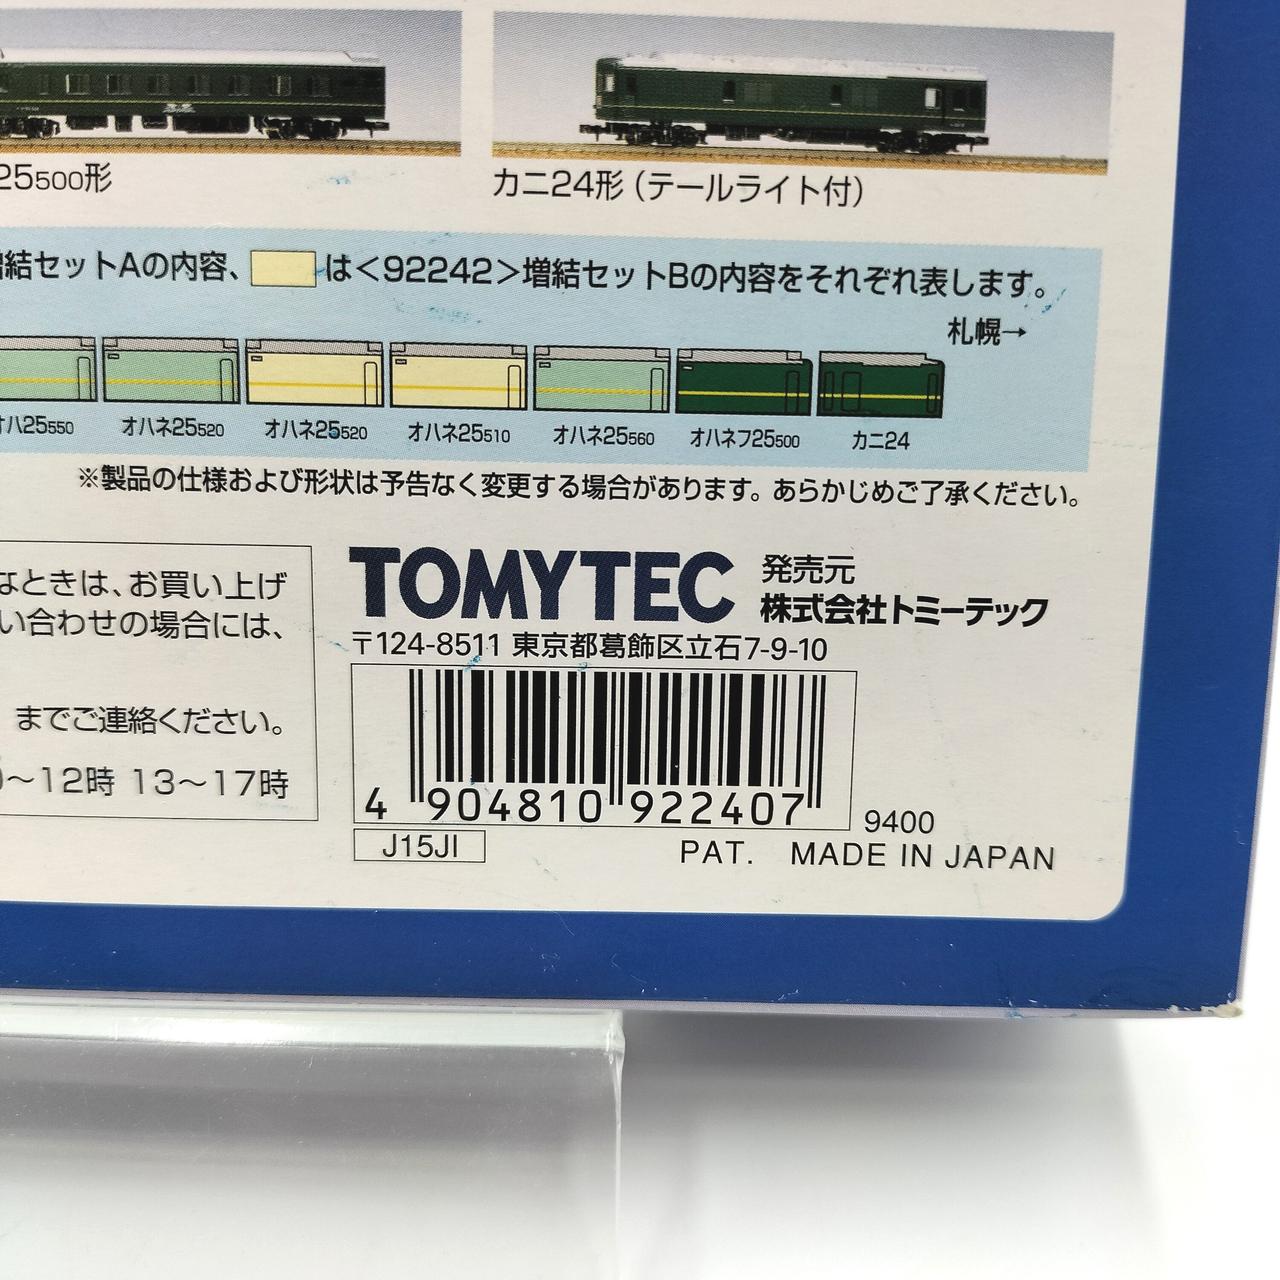 25500形
カニ24形（テールライト付）
増結セットAの内容、は＜92242＞増結セットBの内容をそれぞれ表します。
札幌→
オハ25550
オハネ25520
オハネ25520
オハネ25510
オハネ25560
オハネフ25500
カニ24
※製品の仕様および形状は予告なく変更する場合があります。あらかじめご了承ください。
なときは、お買い上げ
い合わせの場合には、
までご連絡ください。
0～12時 13～17時
TOMYTEC
発売元
株式会社トミーテック
〒124-8511 東京都葛飾区立石7-9-10
4 904810 922407
9400
J15JI
PAT. MADE IN JAPAN